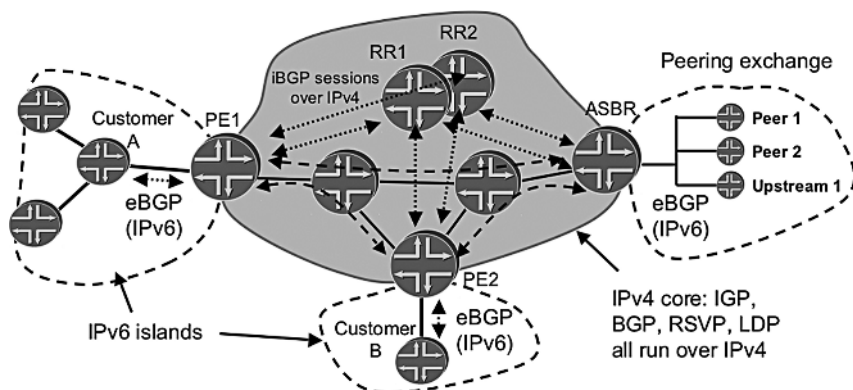 RR2
RR1
iBGP sessions
over IPv4
Peering exchange
Customer
A
PE1
ASBR
Peer 1
Peer 2
Upstream 1
eBGP
(IPv6)
eBGP
(IPv6)
PE2
IPv6 islands
Customer
B
eBGP
(IPv6)
IPv4 core: IGP,
BGP, RSVP, LDP
all run over IPv4